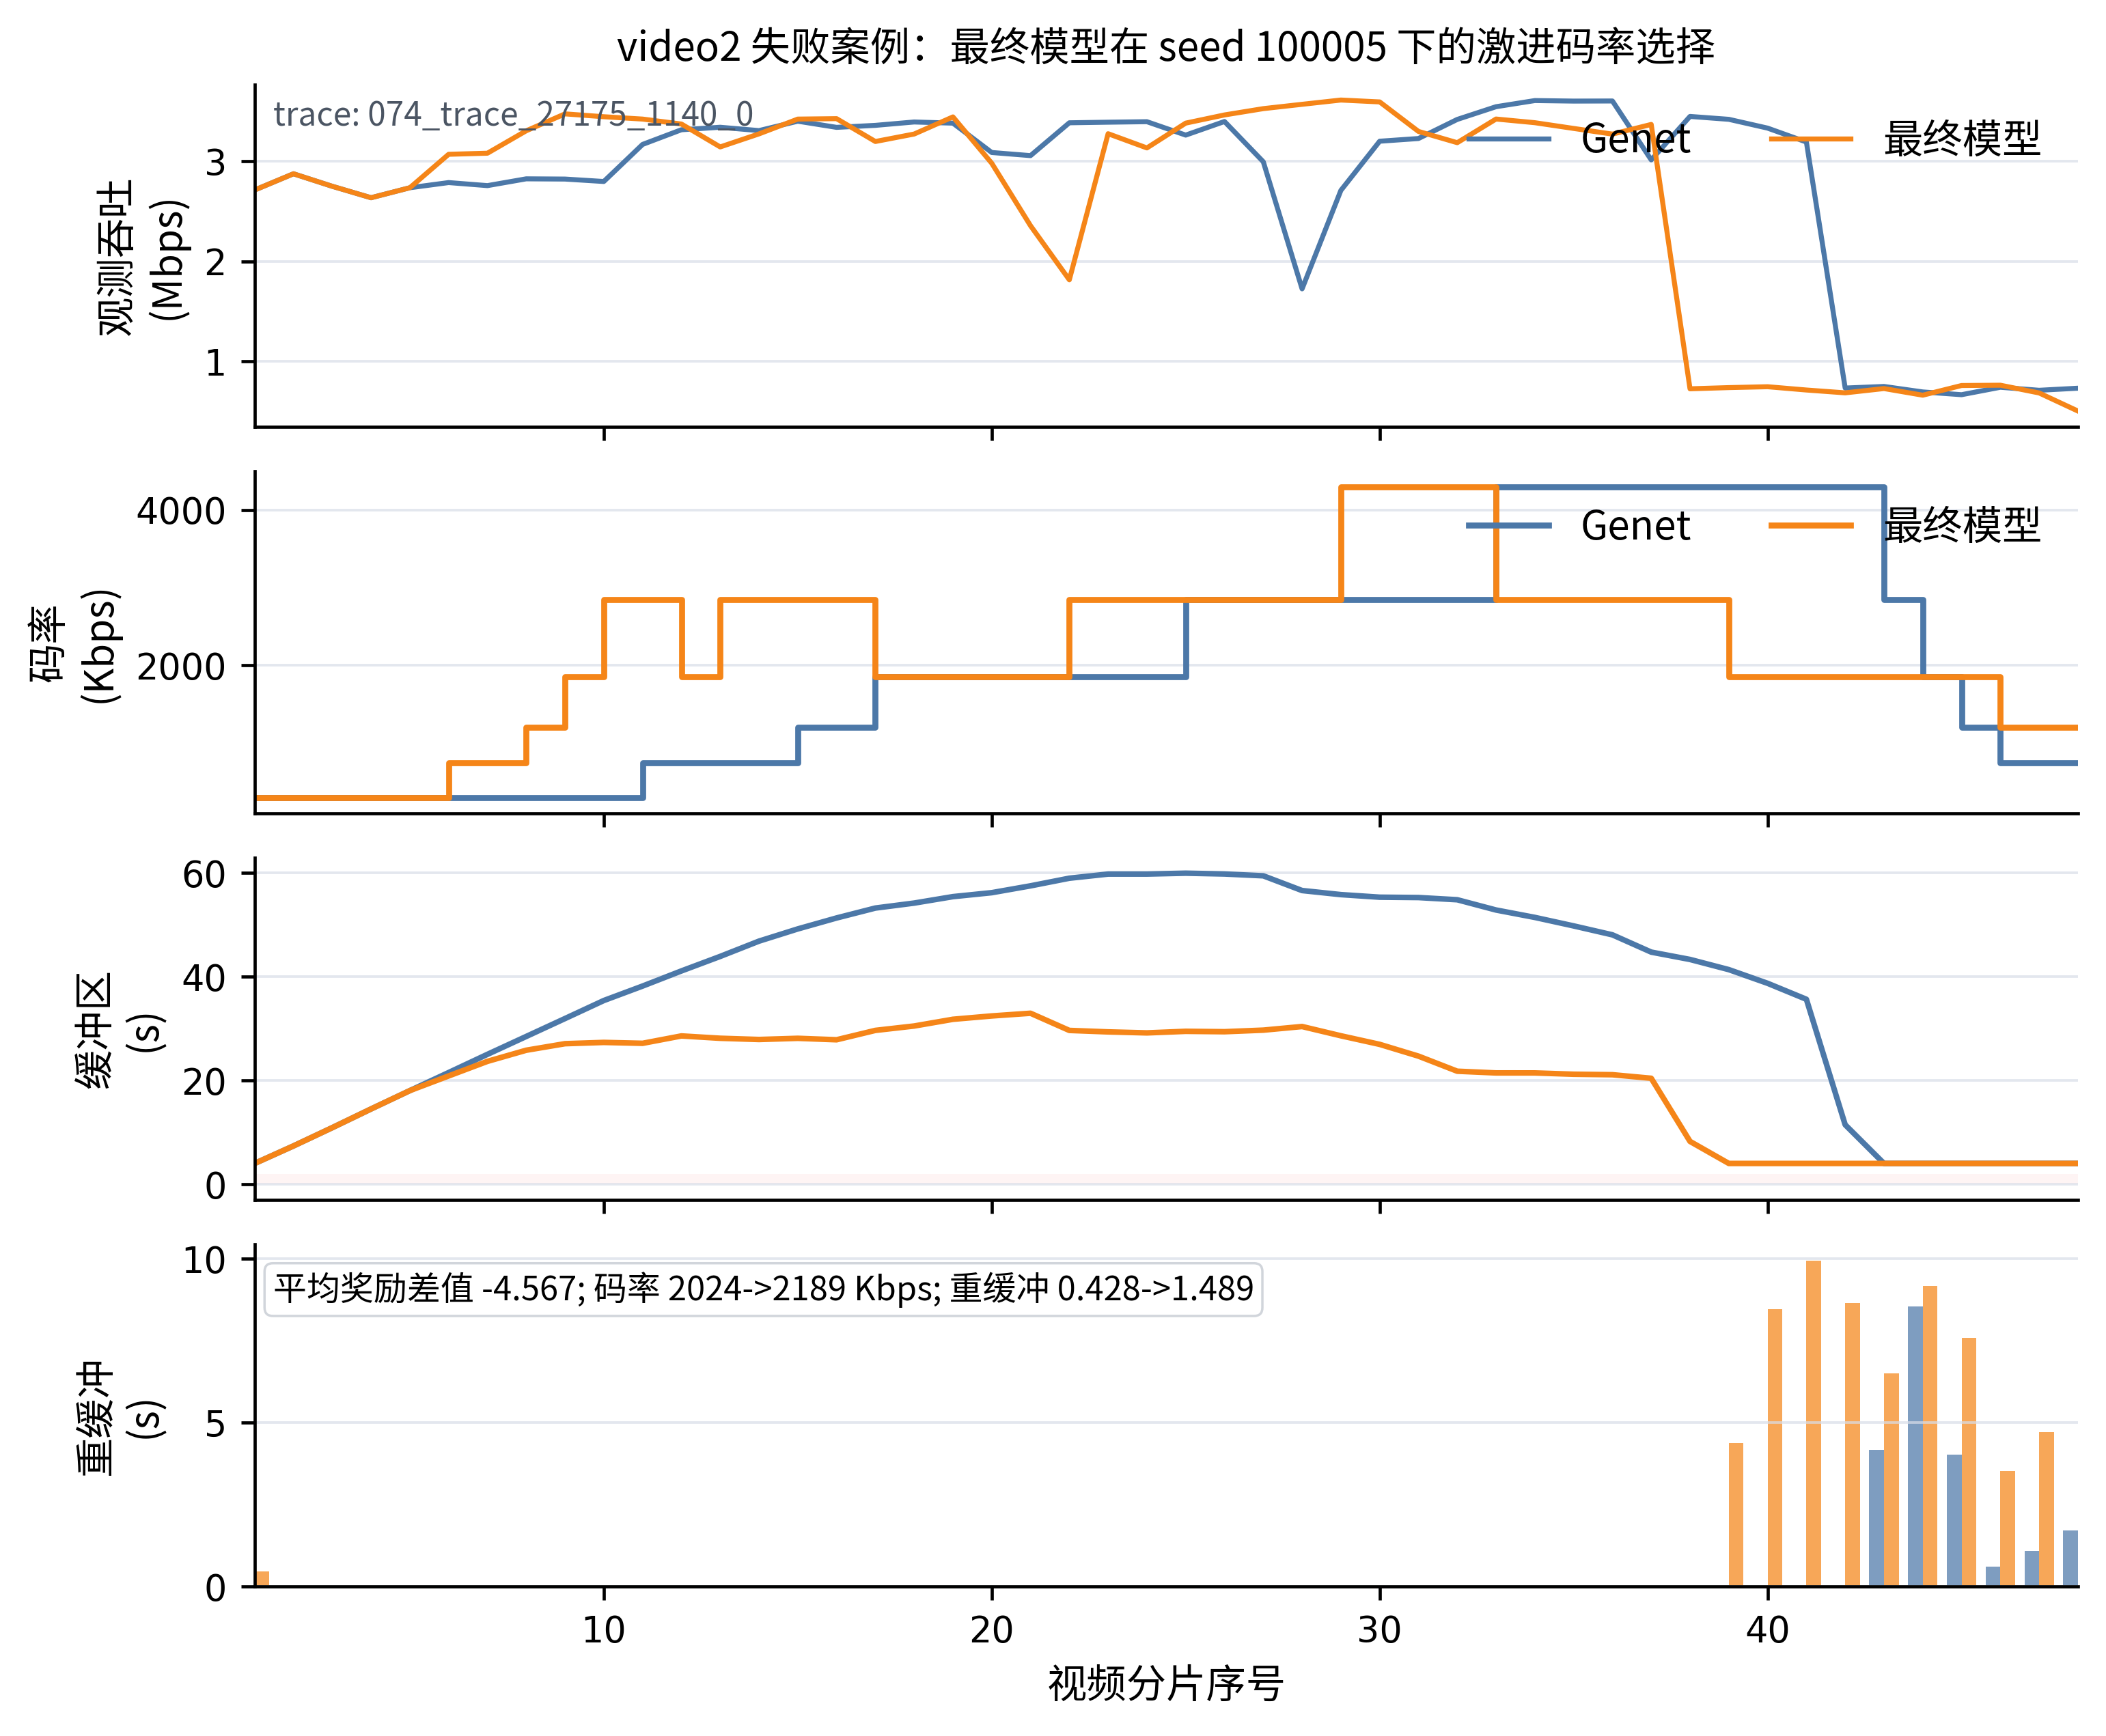 video2 失败案例：最终模型在 seed 100005 下的激进码率选择
trace: 074_trace_27175_1140_0
Genet
最终模型
观测吞吐
(Mbps)
3
2
1
Genet
最终模型
码率
(Kbps)
4000
2000
缓冲区
(s)
60
40
20
0
平均奖励差值 -4.567; 码率 2024->2189 Kbps; 重缓冲 0.428->1.489
重缓冲
(s)
10
5
0
10
20
30
40
视频分片序号